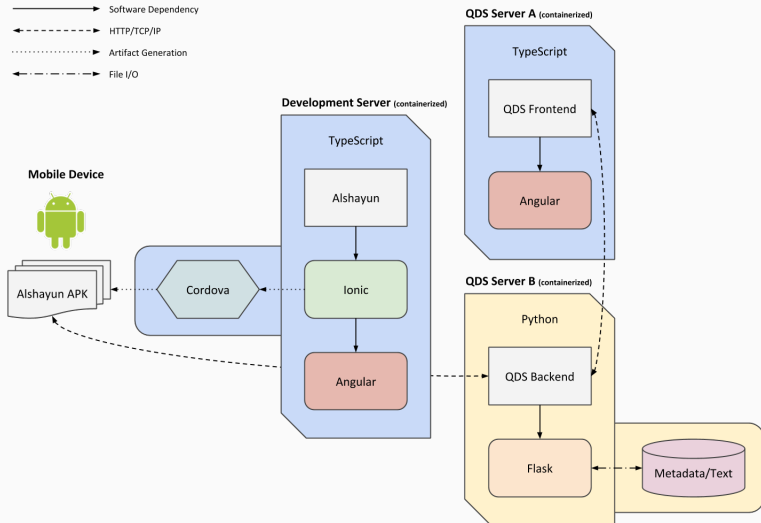 Software Dependency
HTTP/TCP/IP
Artifact Generation
File I/O
QDS Server A (containerized)
TypeScript
QDS Frontend
Angular
Development Server (containerized)
TypeScript
Alshayun
Ionic
Angular
Mobile Device
Alshayun APK
Cordova
QDS Server B (containerized)
Python
QDS Backend
Flask
Metadata/Text